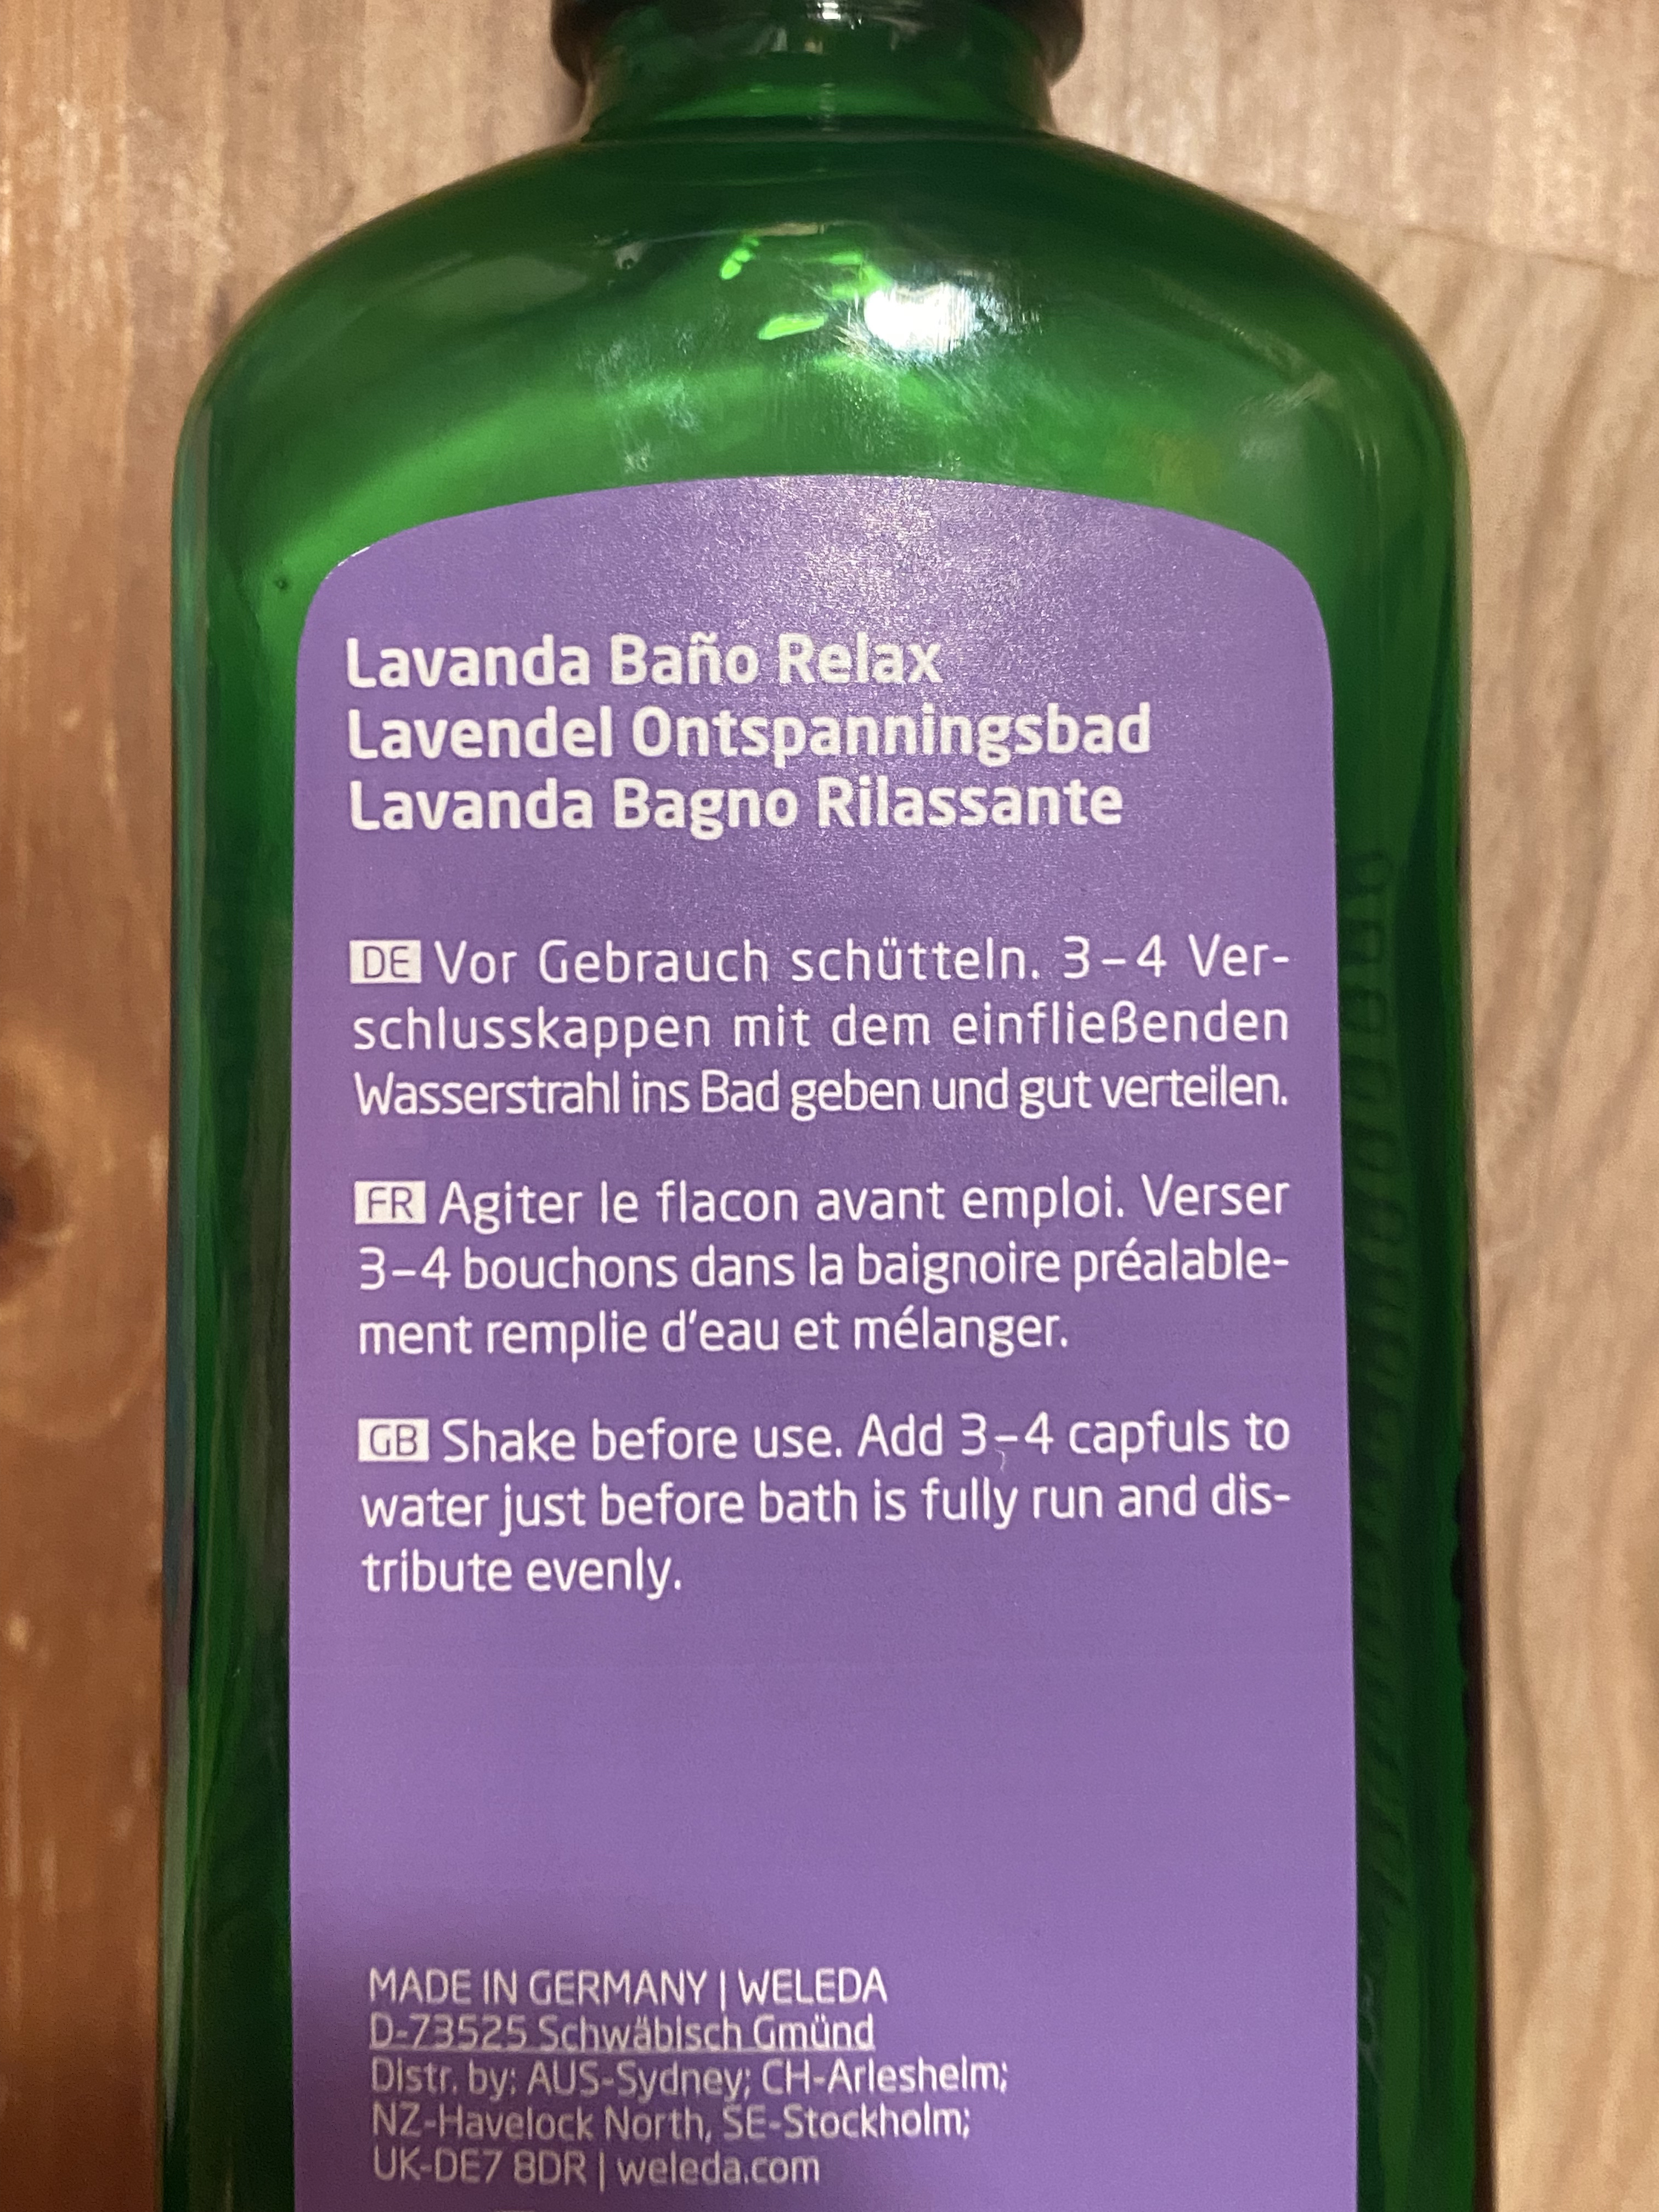 Lavanda Baño Relax
Lavendel Ontspanningsbad
Lavanda Bagno Rilassante
DE Vor Gebrauch schütteln. 3–4 Ver-
schlusskappen mit dem einfließenden
Wasserstrahl ins Bad geben und gut verteilen.
FR Agiter le flacon avant emploi. Verser
3–4 bouchons dans la baignoire préalable-
ment remplie d'eau et mélanger.
GB Shake before use. Add 3–4 capfuls to
water just before bath is fully run and dis-
tribute evenly.
MADE IN GERMANY | WELEDA
D-73525 Schwäbisch Gmünd
Distr. by: AUS-Sydney; CH-Arlesheim;
NZ-Havelock North, SE-Stockholm;
UK-DE7 8DR | weleda.com